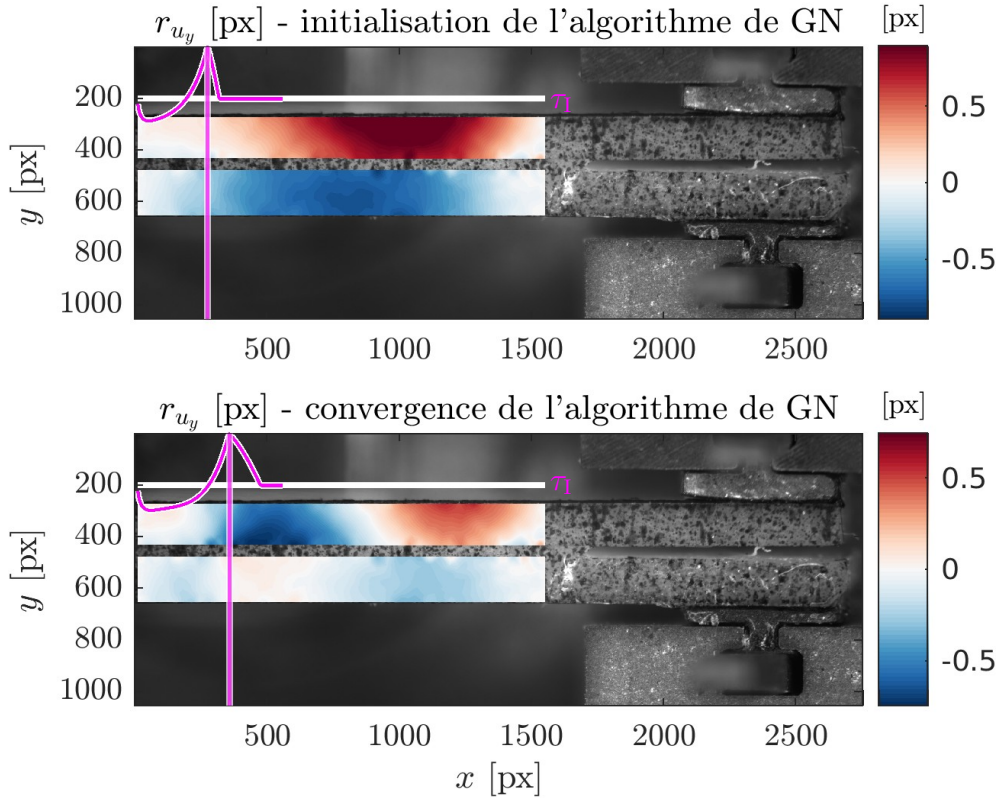 r_{u_y} [px] - initialisation de l'algorithme de GN
[px]
200
400
600
800
1000
y [px]
τ_I
0.5
0
-0.5
500
1000
1500
2000
2500
r_{u_y} [px] - convergence de l'algorithme de GN
[px]
200
400
600
800
1000
y [px]
τ_I
0.5
0
-0.5
500
1000
1500
2000
2500
x [px]